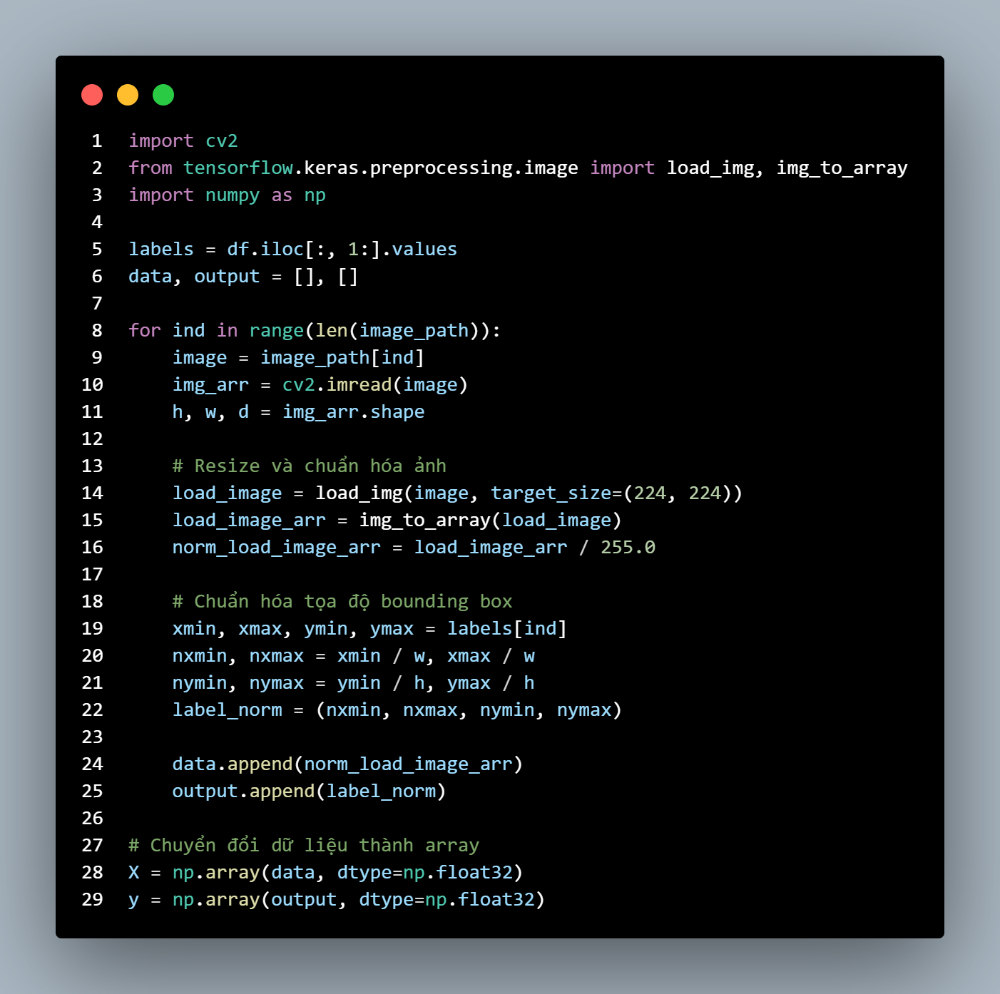 1 import cv2
2 from tensorflow.keras.preprocessing.image import load_img, img_to_array
3 import numpy as np
4
5 labels = df.iloc[:, 1:].values
6 data, output = [], []
7
8 for ind in range(len(image_path)):
9     image = image_path[ind]
10     img_arr = cv2.imread(image)
11     h, w, d = img_arr.shape
12
13     # Resize và chuẩn hóa ảnh
14     load_image = load_img(image, target_size=(224, 224))
15     load_image_arr = img_to_array(load_image)
16     norm_load_image_arr = load_image_arr / 255.0
17
18     # Chuẩn hóa tọa độ bounding box
19     xmin, xmax, ymin, ymax = labels[ind]
20     nxmin, nxmax = xmin / w, xmax / w
21     nymin, nymax = ymin / h, ymax / h
22     label_norm = (nxmin, nxmax, nymin, nymax)
23
24     data.append(norm_load_image_arr)
25     output.append(label_norm)
26
27 # Chuyển đổi dữ liệu thành array
28 X = np.array(data, dtype=np.float32)
29 y = np.array(output, dtype=np.float32)